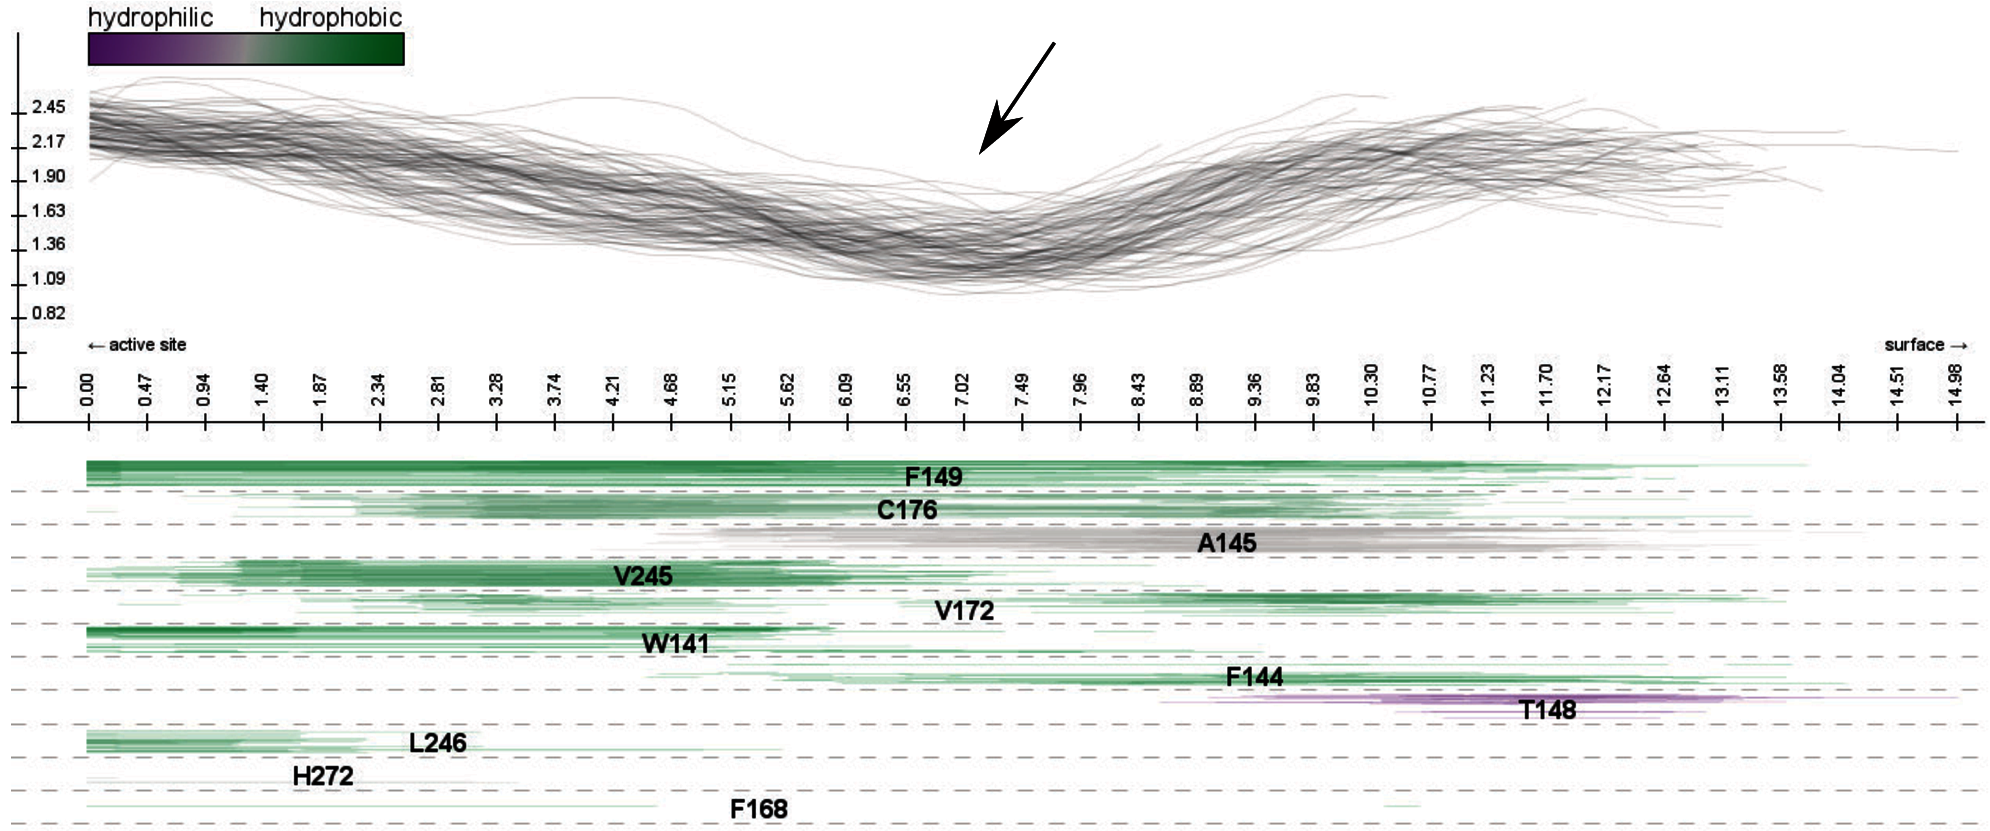 hydrophilic hydrophobic
2.45
2.17
1.90
1.63
1.36
1.09
0.82
← active site surface →
0.00 0.47 0.94 1.40 1.87 2.34 2.81 3.28 3.74 4.21 4.68 5.15 5.62 6.09 6.55 7.02 7.49 7.96 8.43 8.89 9.36 9.83 10.30 10.77 11.23 11.70 12.17 12.64 13.11 13.58 14.04 14.51 14.98
F149
C176
A145
V245
V172
W141
F144
T148
L246
H272
F168